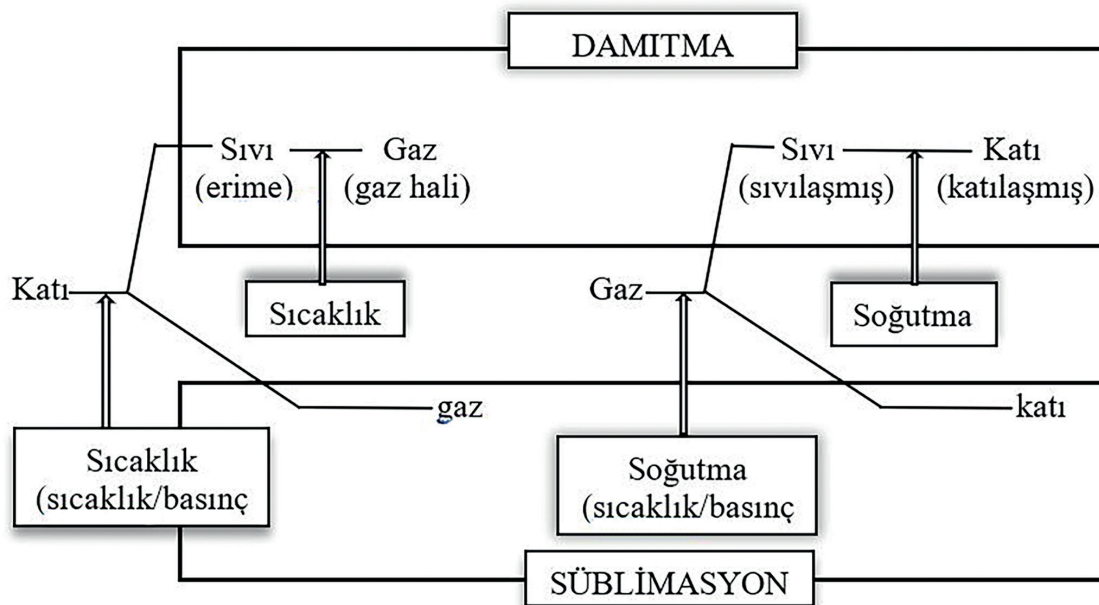 DAMITMA
Sıvı
(erime)
Gaz
(gaz hali)
Sıvı
(sıvılaşmış)
Katı
(katılaşmış)
Katı
Sıcaklık
Gaz
Soğutma
gaz
katı
Sıcaklık
(sıcaklık/basınç
Soğutma
(sıcaklık/basınç
SÜBLİMASYON